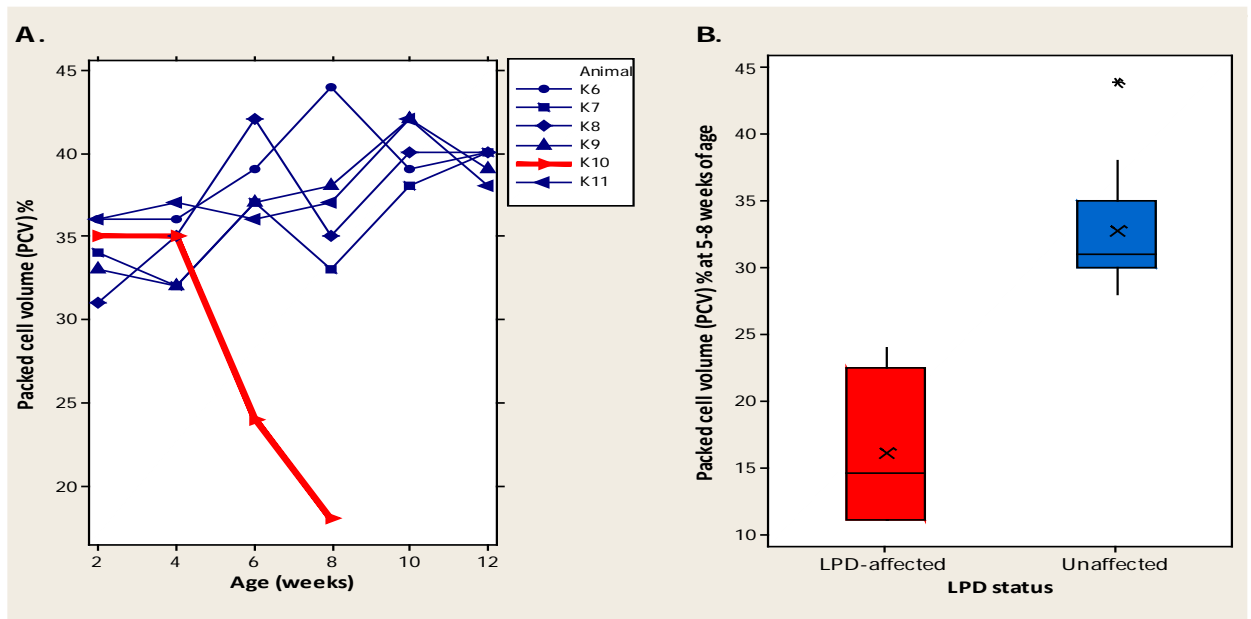 A.
Packed cell volume (PCV) %
45
40
35
30
25
20
2 4 6 8 10 12
Age (weeks)
Animal
K6
K7
K8
K9
K10
K11
B.
Packed cell volume (PCV) % at 5-8 weeks of age
45
40
35
30
25
20
15
10
LPD-affected Unaffected
LPD status